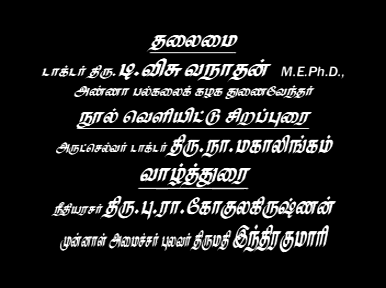 தலைமை
டாக்டர் திரு. டி.விசு வநாதன் M.E.Ph.D.,
அண்ணா பல்கலைக் கழக துணைவேந்தர்
நூல் வெளியிட்டு சிறப்புரை
அருட்செல்வர் டாக்டர் திரு.நா.மகாலிங்கம்
வாழ்த்துரை
நீதியரசர் திரு.பு.ரா.கோகுலகிருஷ்ணன்
முன்னாள் அமைச்சர் புலவர் திருமதி இந்திரகுமாரி